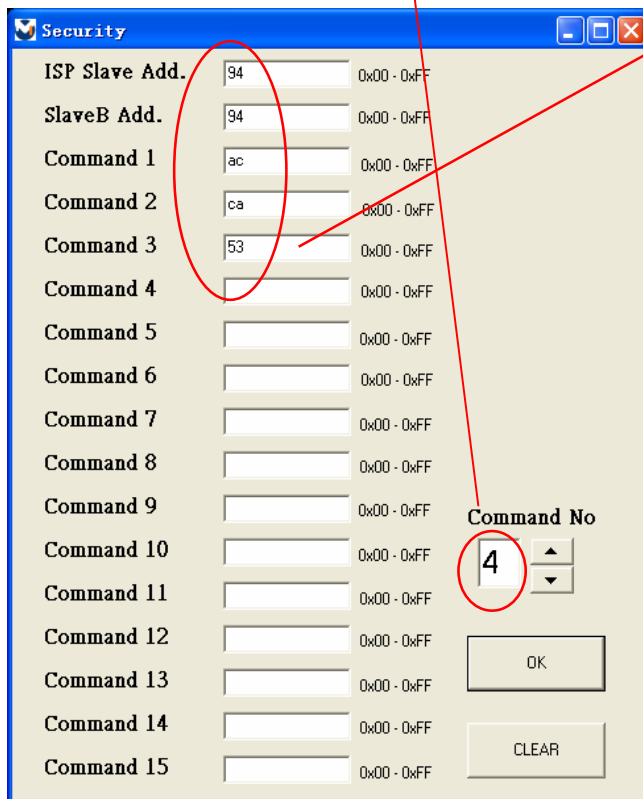 Security
ISP Slave Add. 94 0x00 - 0xFF
SlaveB Add. 94 0x00 - 0xFF
Command 1 ac 0x00 - 0xFF
Command 2 ca 0x00 - 0xFF
Command 3 53 0x00 - 0xFF
Command 4 0x00 - 0xFF
Command 5 0x00 - 0xFF
Command 6 0x00 - 0xFF
Command 7 0x00 - 0xFF
Command 8 0x00 - 0xFF
Command 9 0x00 - 0xFF
Command No
Command 10 0x00 - 0xFF
4
Command 11 0x00 - 0xFF
Command 12 0x00 - 0xFF
OK
Command 13 0x00 - 0xFF
Command 14 0x00 - 0xFF
CLEAR
Command 15 0x00 - 0xFF